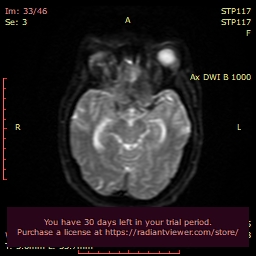 Im: 33/46
Se: 3
STP117
STP117
F
A
Ax DWI B 1000
R
L
You have 30 days left in your trial period.
Purchase a license at https://radiantviewer.com/store/